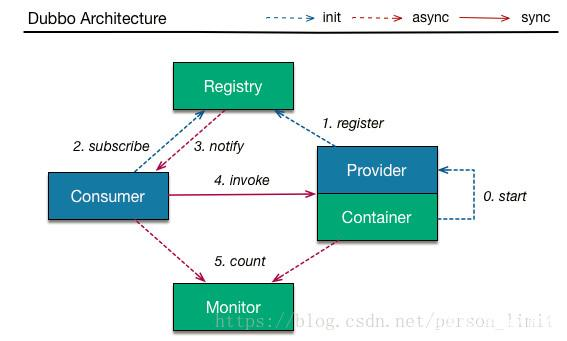 Dubbo Architecture
init
async
sync
Registry
1. register
2. subscribe
3. notify
Provider
Consumer
4. invoke
0. start
Container
5. count
Monitor
https://blog.csdn.net/person_limit